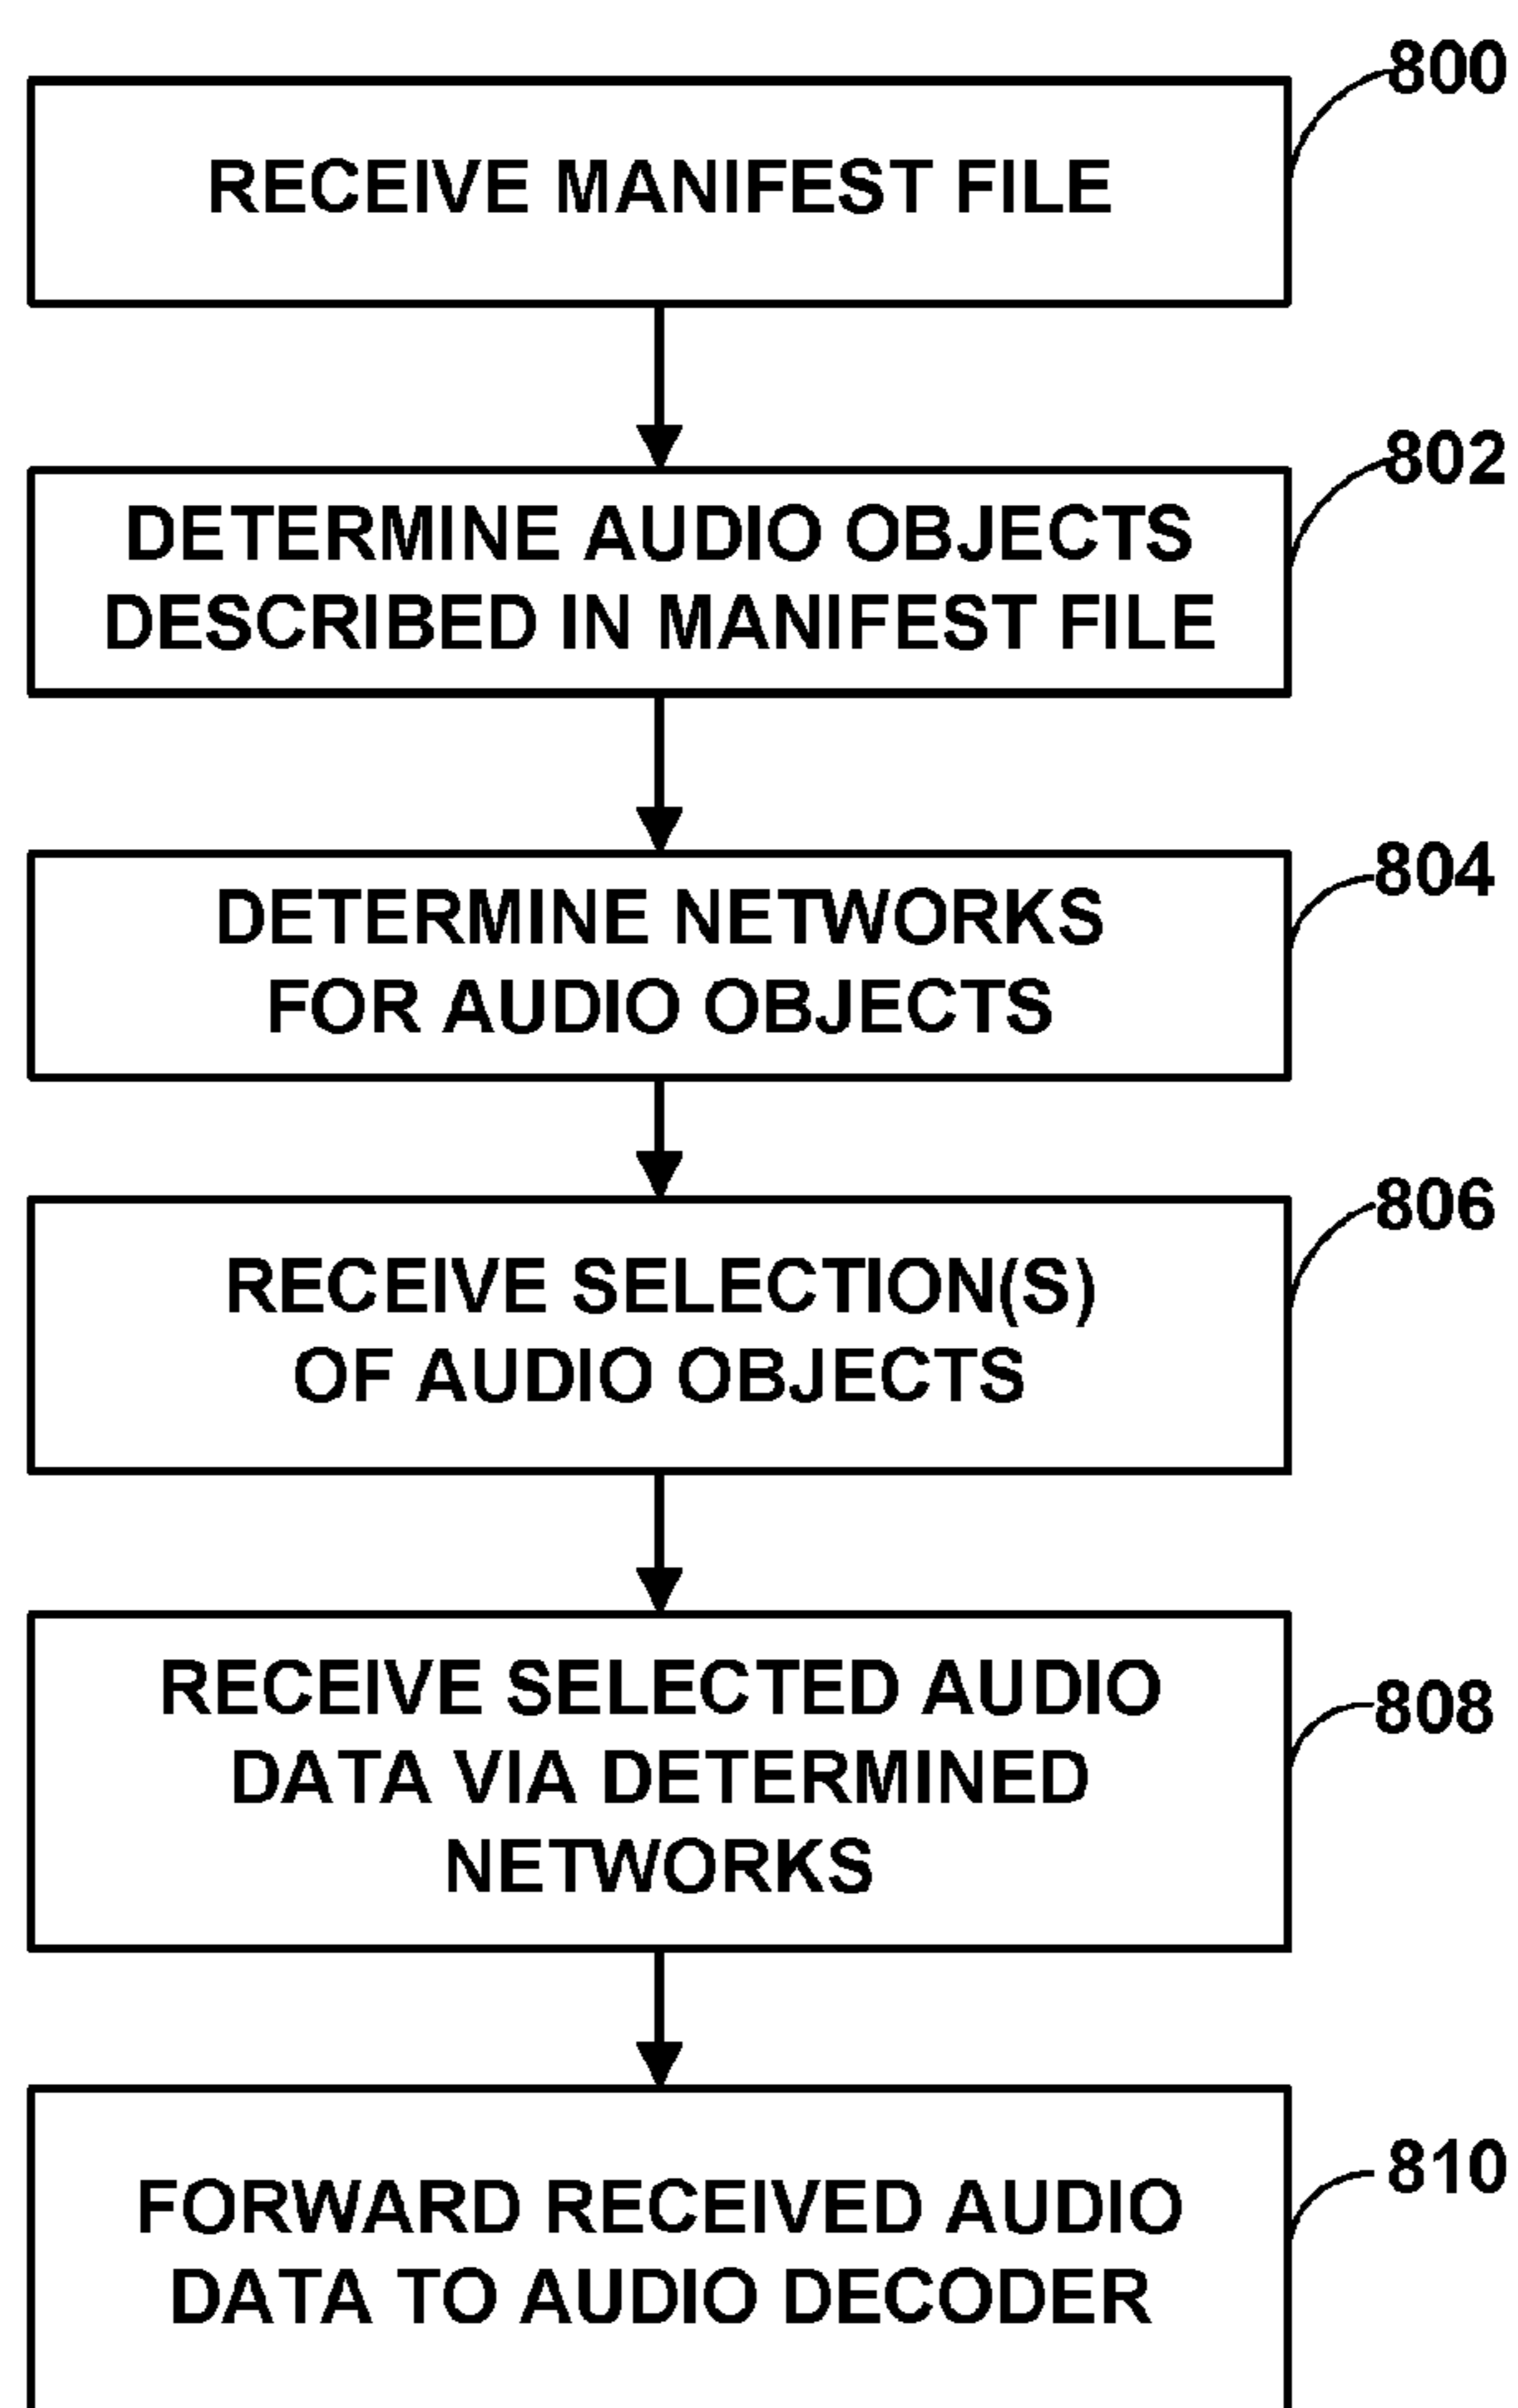 800
RECEIVE MANIFEST FILE
802
DETERMINE AUDIO OBJECTS
DESCRIBED IN MANIFEST FILE
804
DETERMINE NETWORKS
FOR AUDIO OBJECTS
806
RECEIVE SELECTION(S)
OF AUDIO OBJECTS
808
RECEIVE SELECTED AUDIO
DATA VIA DETERMINED
NETWORKS
810
FORWARD RECEIVED AUDIO
DATA TO AUDIO DECODER